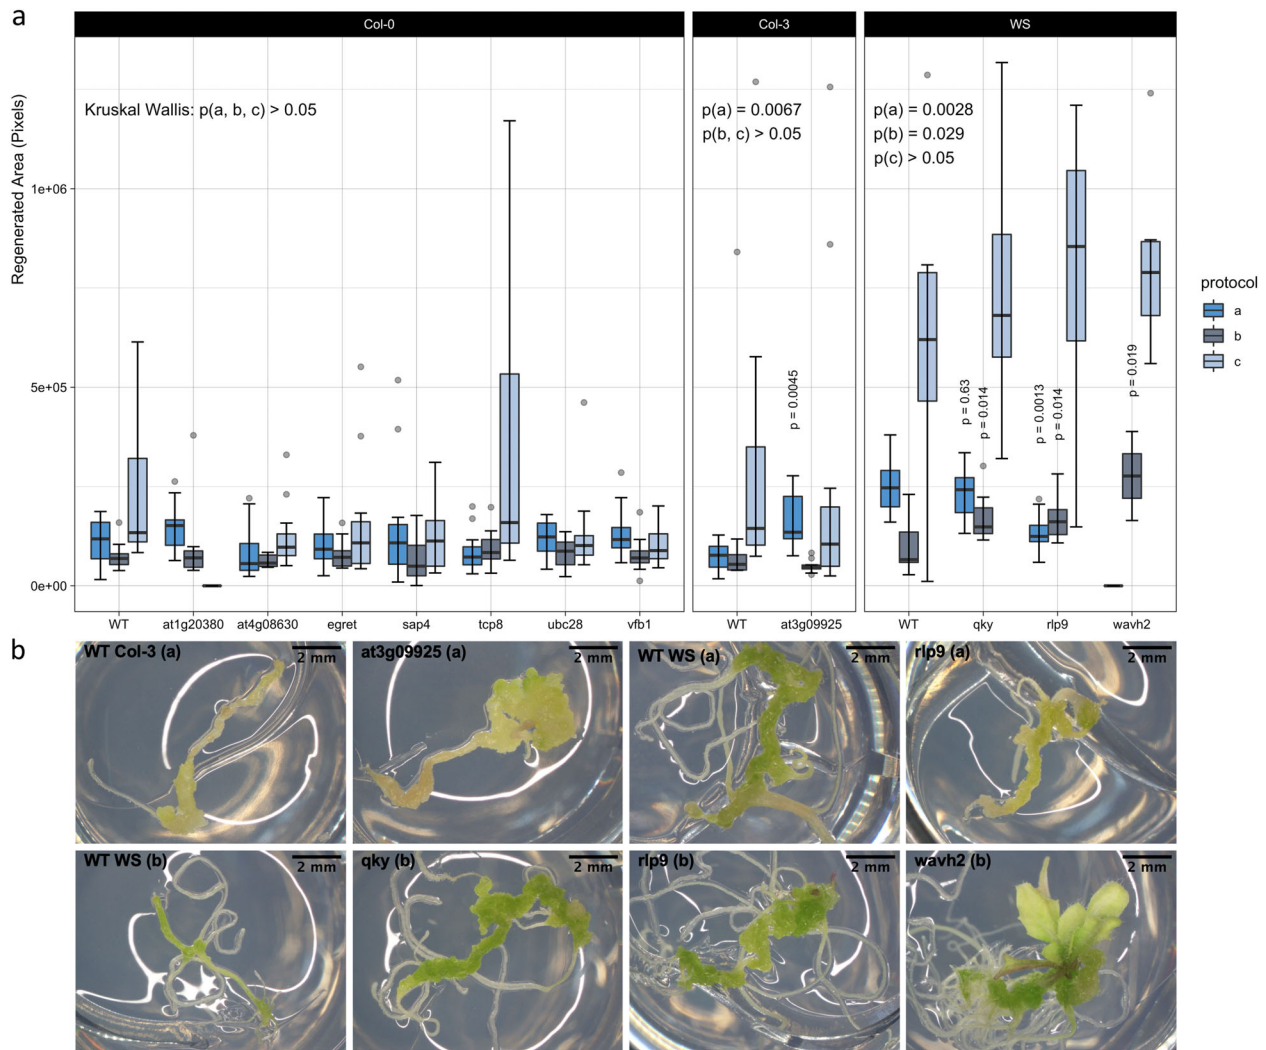 a
Col-0
Col-3
WS
Regenerated Area (Pixels)
Kruskal Wallis: p(a, b, c) > 0.05
p(a) = 0.0067
p(b, c) > 0.05
p(a) = 0.0028
p(b) = 0.029
p(c) > 0.05
1e+06
5e+05
0e+00
p = 0.0045
p = 0.63
p = 0.014
p = 0.0013
p = 0.014
p = 0.019
protocol
a
b
c
WT
at1g20380
at4g08630
egret
sap4
tcp8
ubc28
vfb1
WT
at3g09925
WT
qky
rlp9
wavh2
b
WT Col-3 (a)
2 mm
at3g09925 (a)
2 mm
WT WS (a)
2 mm
rlp9 (a)
2 mm
WT WS (b)
2 mm
qky (b)
2 mm
rlp9 (b)
2 mm
wavh2 (b)
2 mm